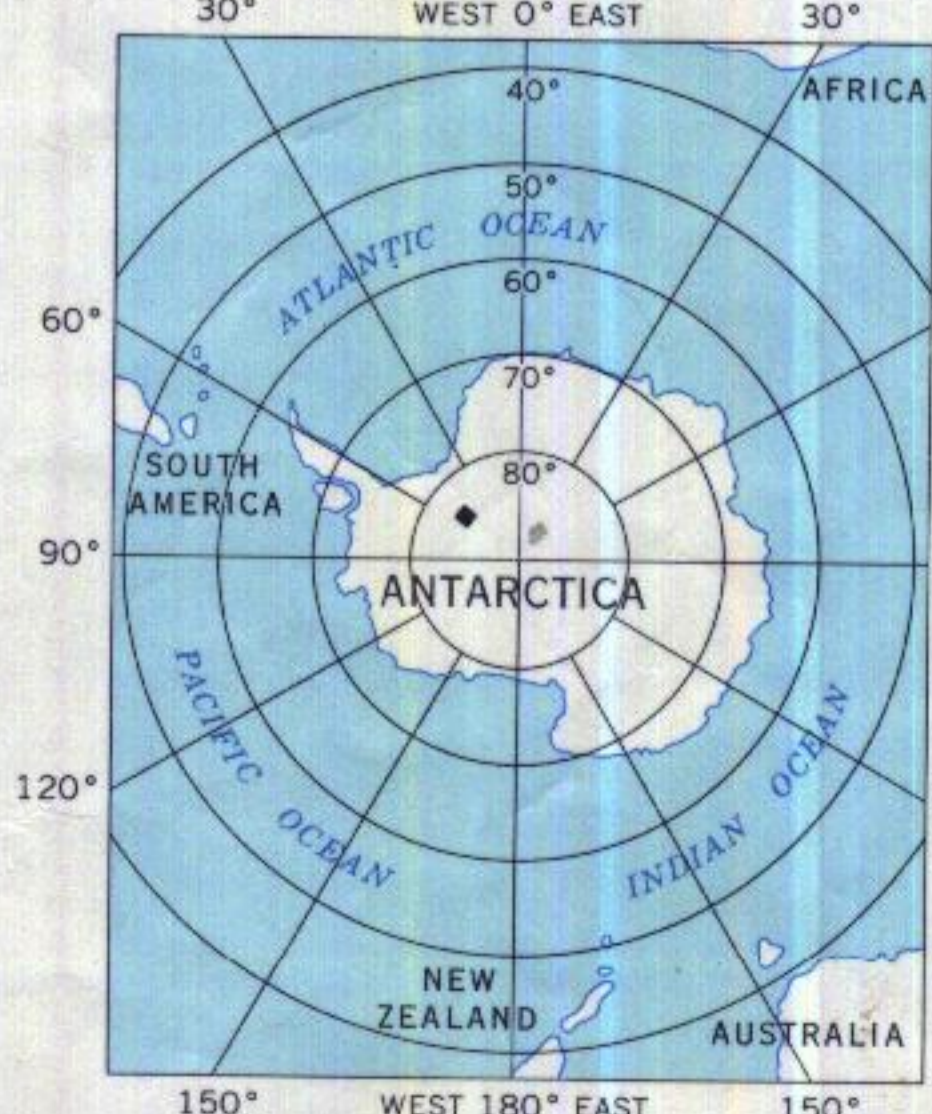 30° WEST 0° EAST 30°
AFRICA
40°
50°
ATLANTIC OCEAN
60°
60°
70°
SOUTH
AMERICA
80°
90°
ANTARCTICA
PACIFIC OCEAN
INDIAN OCEAN
120°
NEW
ZEALAND
AUSTRALIA
150° WEST 180° EAST 150°